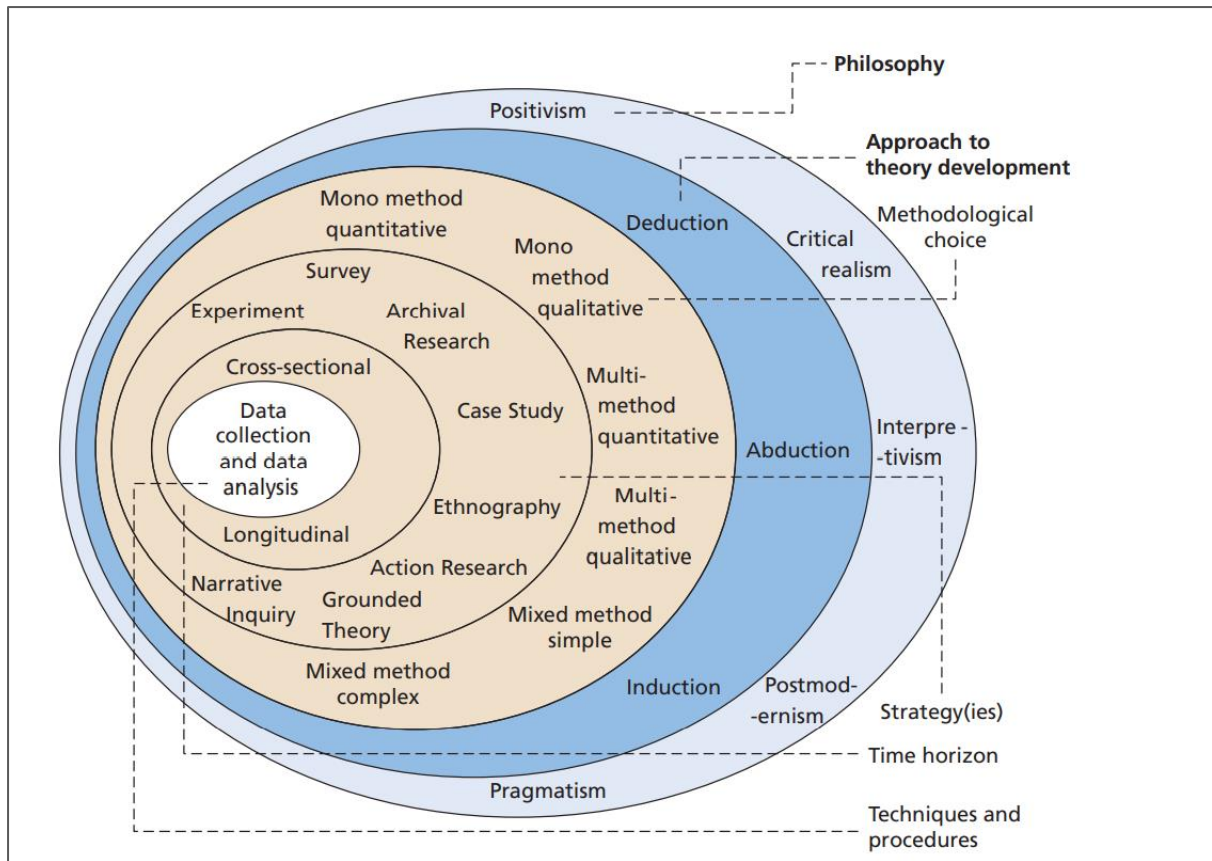 Philosophy
Positivism
Approach to
theory development
Mono method
quantitative
Deduction
Methodological
choice
Critical
realism
Mono
method
qualitative
Survey
Experiment
Archival
Research
Cross-sectional
Multi-
method
quantitative
Data
collection
and data
analysis
Case Study
Abduction
Interpre -
-tivism
Ethnography
Multi-
method
qualitative
Longitudinal
Action Research
Narrative
Inquiry
Grounded
Theory
Mixed method
simple
Mixed method
complex
Induction
Postmod-
-ernism
Strategy(ies)
Time horizon
Pragmatism
Techniques and
procedures